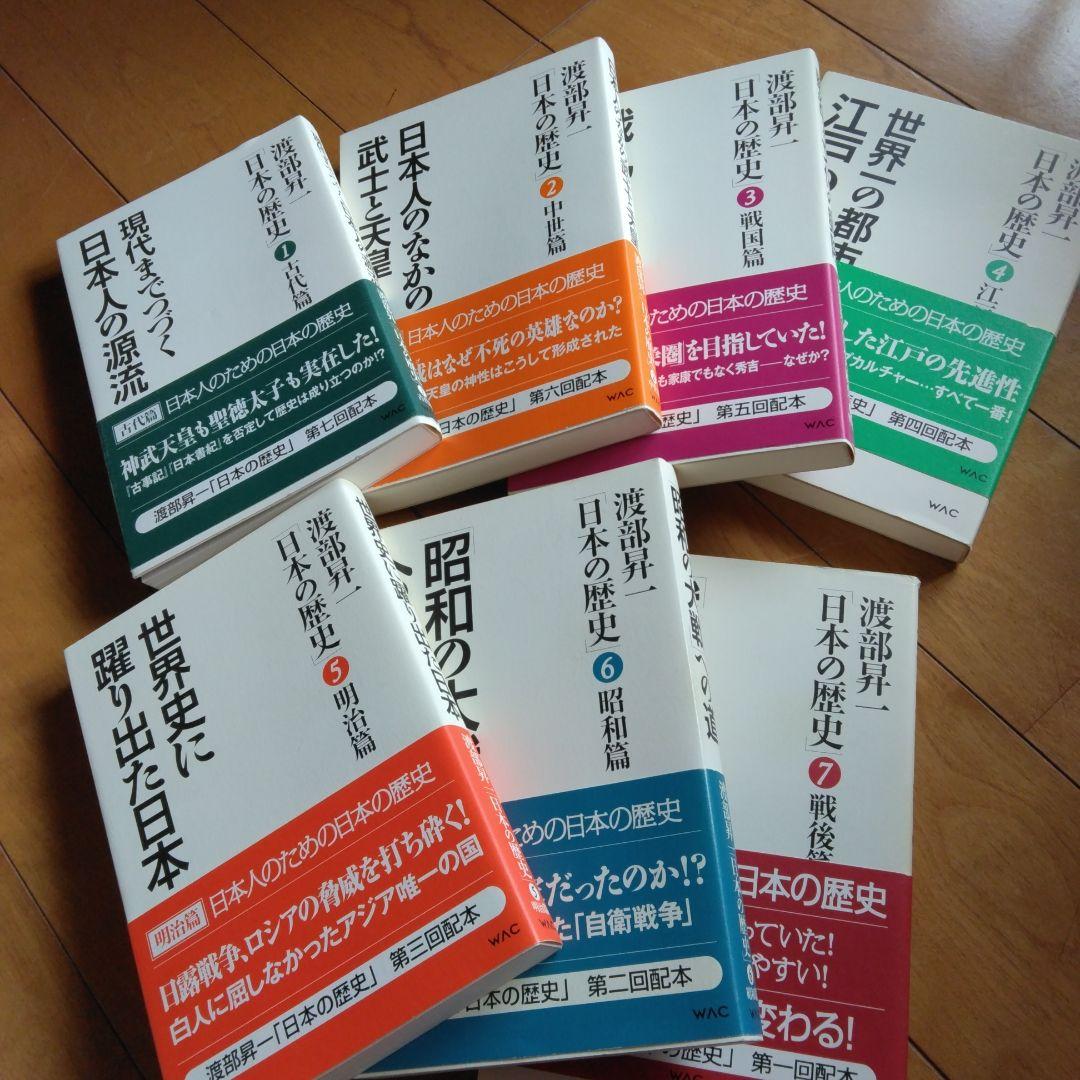 渡部昇一
「日本の歴史」① 古代篇
現代までつづく
日本人の源流
古代篇 日本人のための日本の歴史
神武天皇も聖徳太子も実在した!
『古事記』『日本書紀』を否定して歴史は成り立つのか!?
渡部昇一「日本の歴史」 第七回配本
渡部昇一
「日本の歴史」② 中世篇
日本人のなかの
武士と天皇
日本人のための日本の歴史
はなぜ不死の英雄なのか?
天皇の神性はこうして形成された
日本の歴史」 第六回配本
WAC
渡部昇一
「日本の歴史」③ 戦国篇
ための日本の歴史
圏を目指していた!
も家康でもなく秀吉──なぜか?
歴史」 第五回配本
WAC
渡部昇一
「日本の歴史」④ 江
世界一の都市
江戸の
人のための日本の歴史
した江戸の先進性
カルチャー…すべて一番!
史」 第四回配本
WAC
WAC
渡部昇一
「日本の歴史」⑤ 明治篇
世界史に
躍り出た日本
明治篇 日本人のための日本の歴史
日露戦争、ロシアの脅威を打ち砕く!
白人に屈しなかったアジア唯一の国
渡部昇一「日本の歴史」 第三回配本
WAC
渡部昇一「日本の歴史」⑤
渡部昇一
「日本の歴史」⑥ 昭和篇
「昭和の大
ための日本の歴史
だったのか!?
た「自衛戦争」
日本の歴史」 第二回配本
WAC
渡部昇一
「日本の歴史」⑦ 戦後篇
日本の歴史
っていた!
やすい!
変わる!
の歴史」 第一回配本